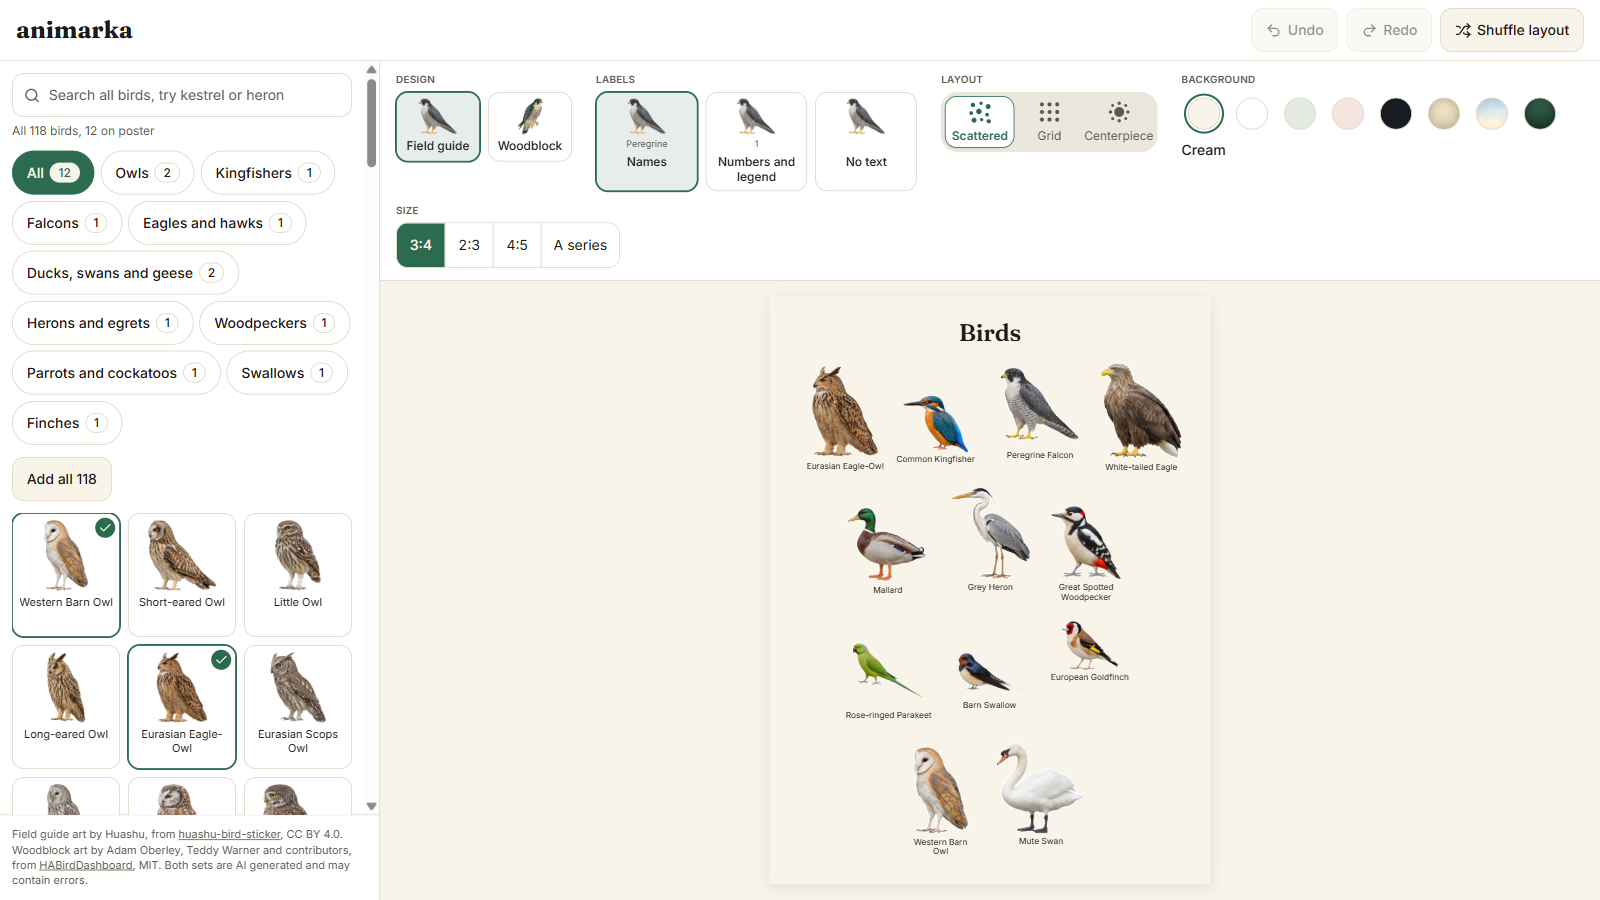 animarka
Undo
Redo
Shuffle layout
Search all birds, try kestrel or heron
All 118 birds, 12 on poster
All 12
Owls 2
Kingfishers 1
Falcons 1
Eagles and hawks 1
Ducks, swans and geese 2
Herons and egrets 1
Woodpeckers 1
Parrots and cockatoos 1
Swallows 1
Finches 1
Add all 118
Western Barn Owl
Short-eared Owl
Little Owl
Long-eared Owl
Eurasian Eagle-
Owl
Eurasian Scops
Owl
Field guide art by Huashu, from huashu-bird-sticker, CC BY 4.0.
Woodblock art by Adam Oberley, Teddy Warner and contributors,
from HABirdDashboard, MIT. Both sets are AI generated and may
contain errors.
DESIGN
Field guide
Woodblock
LABELS
Peregrine
Names
1
Numbers and
legend
No text
LAYOUT
Scattered
Grid
Centerpiece
BACKGROUND
Cream
SIZE
3:4
2:3
4:5
A series
Birds
Eurasian Eagle-Owl
Common Kingfisher
Peregrine Falcon
White-tailed Eagle
Mallard
Grey Heron
Great Spotted
Woodpecker
Rose-ringed Parakeet
Barn Swallow
European Goldfinch
Western Barn
Owl
Mute Swan